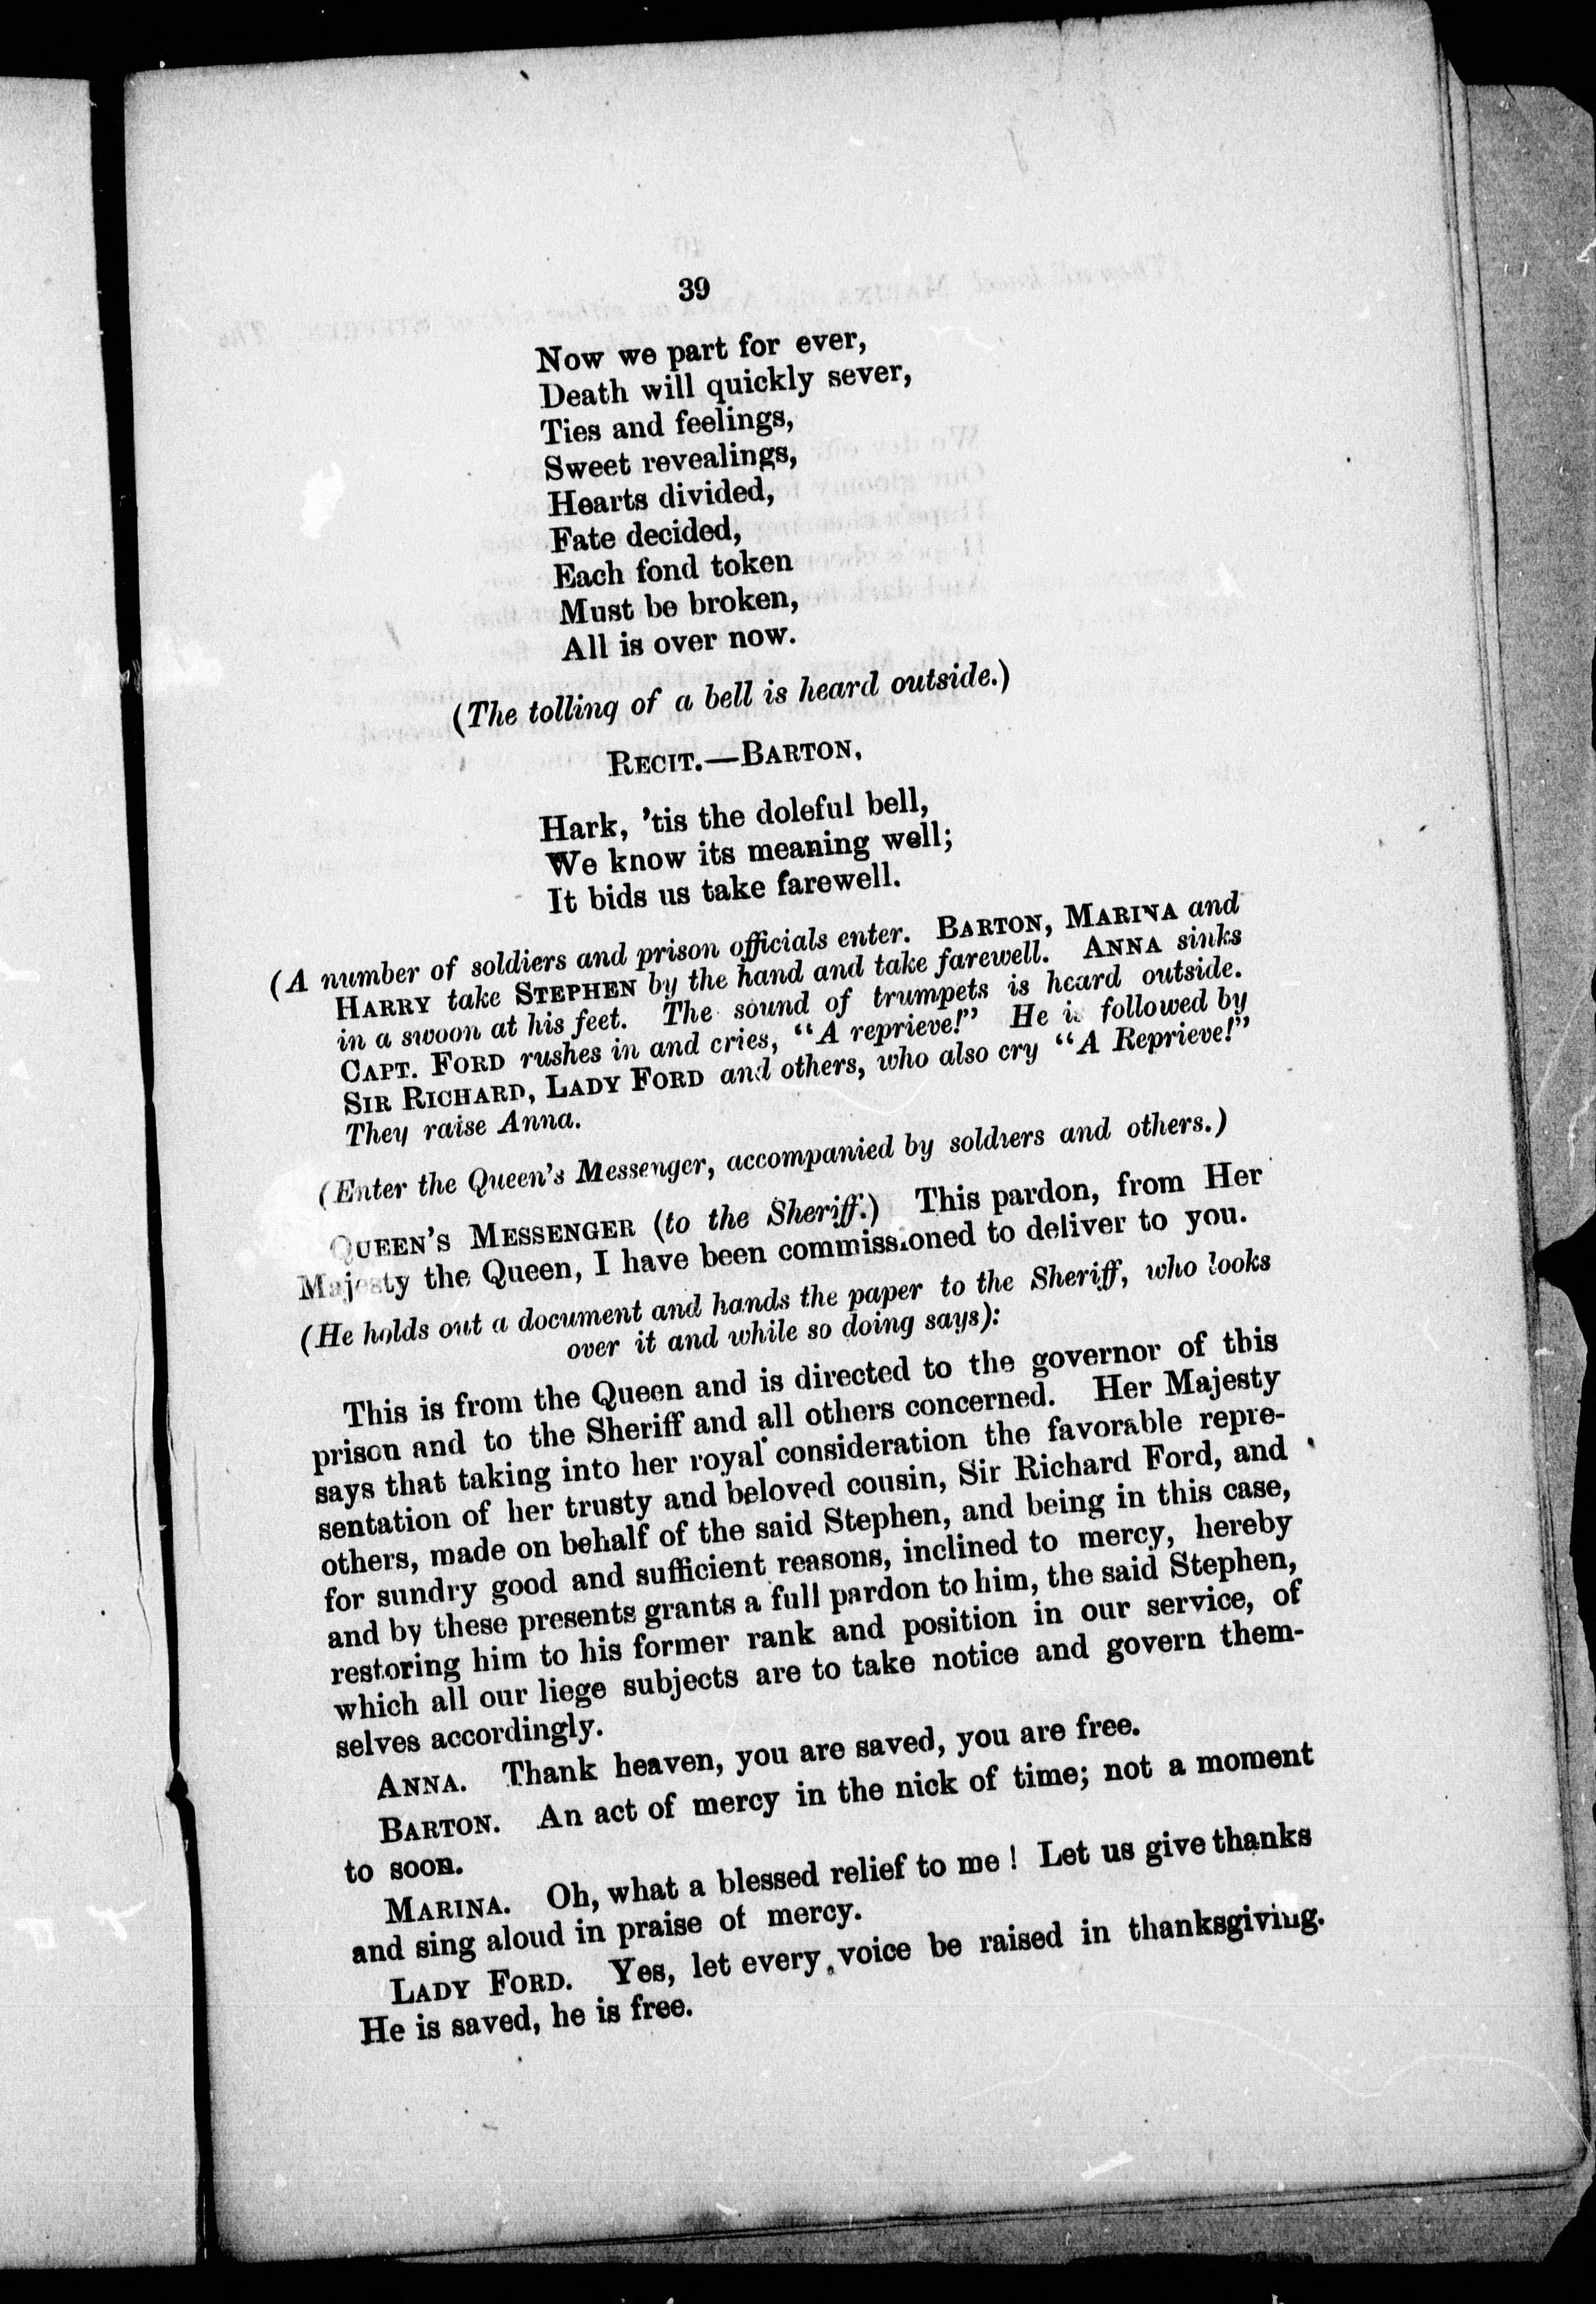 39
Now we part for ever,
Death will quickly sever,
Ties and feelings,
Sweet revealings,
Hearts divided,
Fate decided,
Each fond token
Must be broken,
All is over now.
(The tolling of a bell is heard outside.)
RECIT.—BARTON,
Hark, 'tis the doleful bell,
We know its meaning well;
It bids us take farewell.
(A number of soldiers and prison officials enter. BARTON, MARINA and
HARRY take STEPHEN by the hand and take farewell. ANNA sinks
in a swoon at his feet. The sound of trumpets is heard outside.
CAPT. FORD rushes in and cries, "A reprieve!" He is followed by
SIR RICHARD, LADY FORD and others, who also cry "A Reprieve!"
They raise Anna.
(Enter the Queen's Messenger, accompanied by soldiers and others.)
QUEEN'S MESSENGER (to the Sheriff.) This pardon, from Her
Majesty the Queen, I have been commissioned to deliver to you.
(He holds out a document and hands the paper to the Sheriff, who looks
over it and while so doing says):
This is from the Queen and is directed to the governor of this
prison and to the Sheriff and all others concerned. Her Majesty
says that taking into her royal consideration the favorable repre-
sentation of her trusty and beloved cousin, Sir Richard Ford, and
others, made on behalf of the said Stephen, and being in this case,
for sundry good and sufficient reasons, inclined to mercy, hereby
and by these presents grants a full pardon to him, the said Stephen,
restoring him to his former rank and position in our service, of
which all our liege subjects are to take notice and govern them-
selves accordingly.
ANNA. Thank heaven, you are saved, you are free.
BARTON. An act of mercy in the nick of time; not a moment
to soon.
MARINA. Oh, what a blessed relief to me! Let us give thanks
and sing aloud in praise of mercy.
LADY FORD. Yes, let every voice be raised in thanksgiving.
He is saved, he is free.